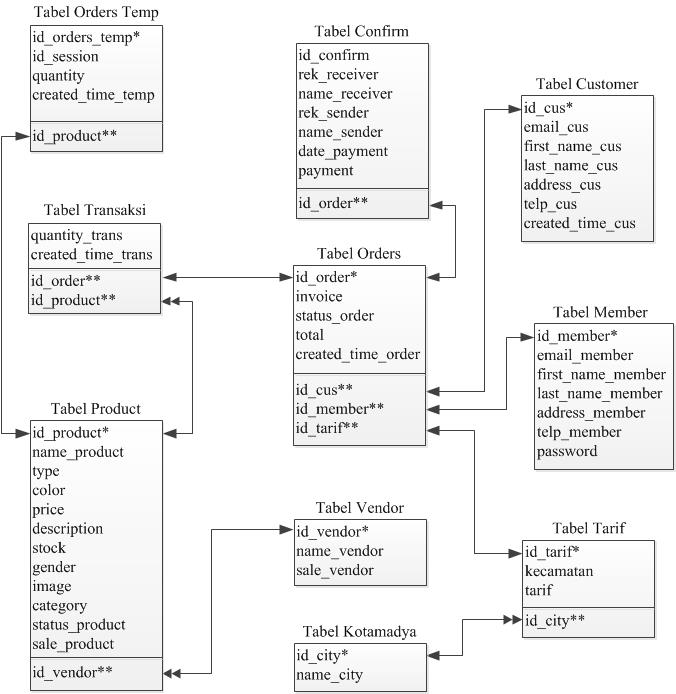 Tabel Orders Temp
id_orders_temp*
id_session
quantity
created_time_temp
id_product**
Tabel Confirm
id_confirm
rek_receiver
name_receiver
rek_sender
name_sender
date_payment
payment
id_order**
Tabel Customer
id_cus*
email_cus
first_name_cus
last_name_cus
address_cus
telp_cus
created_time_cus
Tabel Transaksi
quantity_trans
created_time_trans
id_order**
id_product**
Tabel Orders
id_order*
invoice
status_order
total
created_time_order
id_cus**
id_member**
id_tarif**
Tabel Member
id_member*
email_member
first_name_member
last_name_member
address_member
telp_member
password
Tabel Product
id_product*
name_product
type
color
price
description
stock
gender
image
category
status_product
sale_product
id_vendor**
Tabel Vendor
id_vendor*
name_vendor
sale_vendor
Tabel Tarif
id_tarif*
kecamatan
tarif
id_city**
Tabel Kotamadya
id_city*
name_city